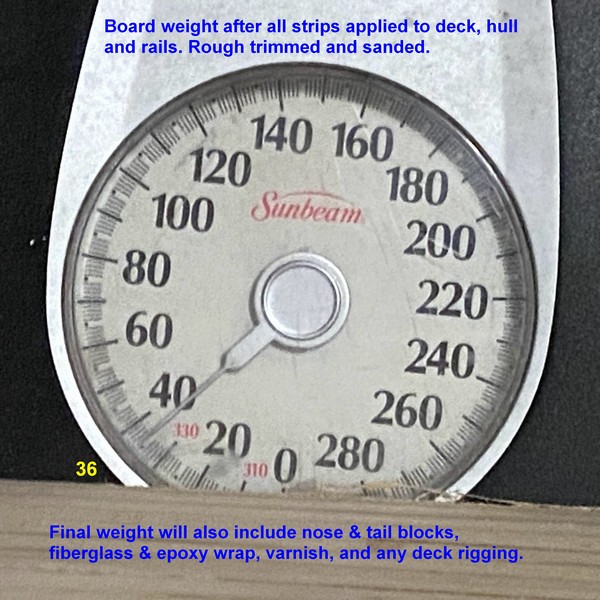 Board weight after all strips applied to deck, hull
and rails. Rough trimmed and sanded.
140 160
120 180
Sunbeam
100 200
80 220
60 240
40 260
330 20 310 0 280
36
Final weight will also include nose & tail blocks,
fiberglass & epoxy wrap, varnish, and any deck rigging.